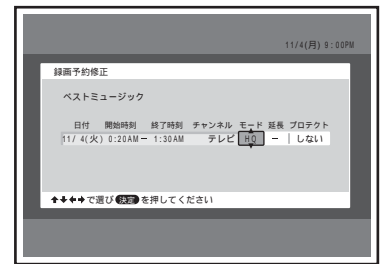 11/4(月) 9:00PM
録画予約修正
ベストミュージック
日付 開始時刻 終了時刻 チャンネル モード 延長 プロテクト
11/ 4(火) 0:20AM － 1:30AM テレビ HQ － しない
↑↓←→で選び 決定 を押してください